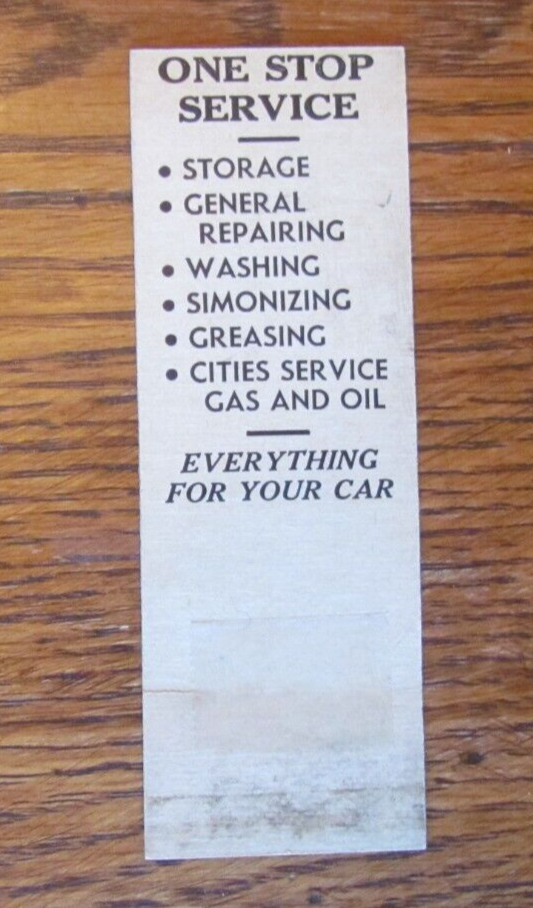 ONE STOP
SERVICE
• STORAGE
• GENERAL
REPAIRING
• WASHING
• SIMONIZING
• GREASING
• CITIES SERVICE
GAS AND OIL
EVERYTHING
FOR YOUR CAR